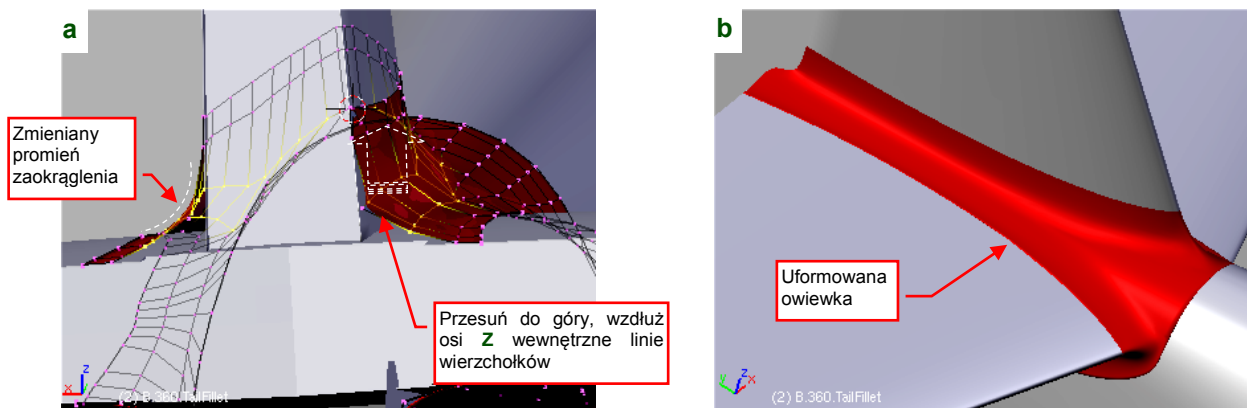 a
Zmieniany
promień
zaokrąglenia
Przesuń do góry, wzdłuż
osi Z wewnętrzne linie
wierzchołków
z
x
y
(2) B.360.TailFillet
b
Uformowana
owiewka
y
z
x
(2) B.360.TailFillet